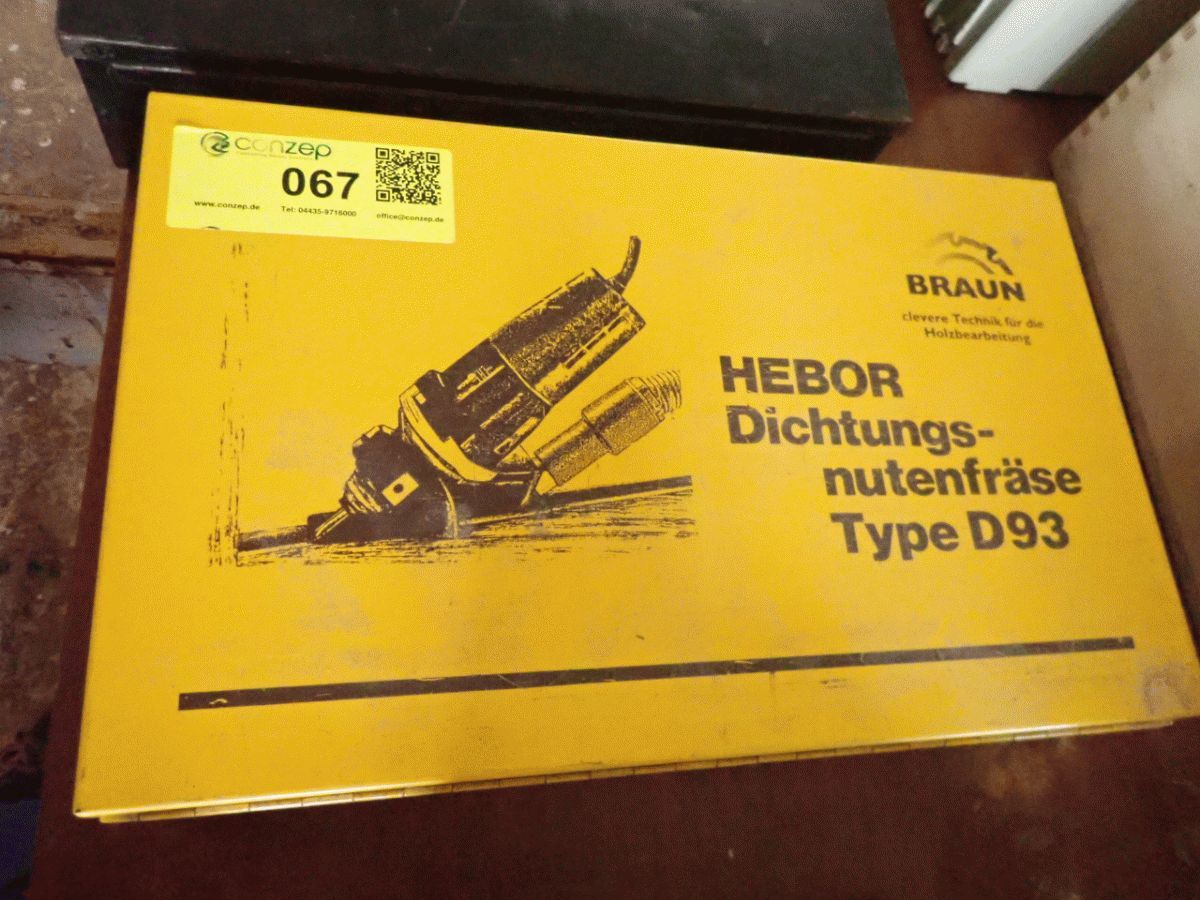 conzep
067
www.conzep.de
Tel: 04435-9716000
office@conzep.de
BRAUN
clevere Technik für die
Holzbearbeitung
HEBOR
Dichtungs-
nutenfräse
Type D93